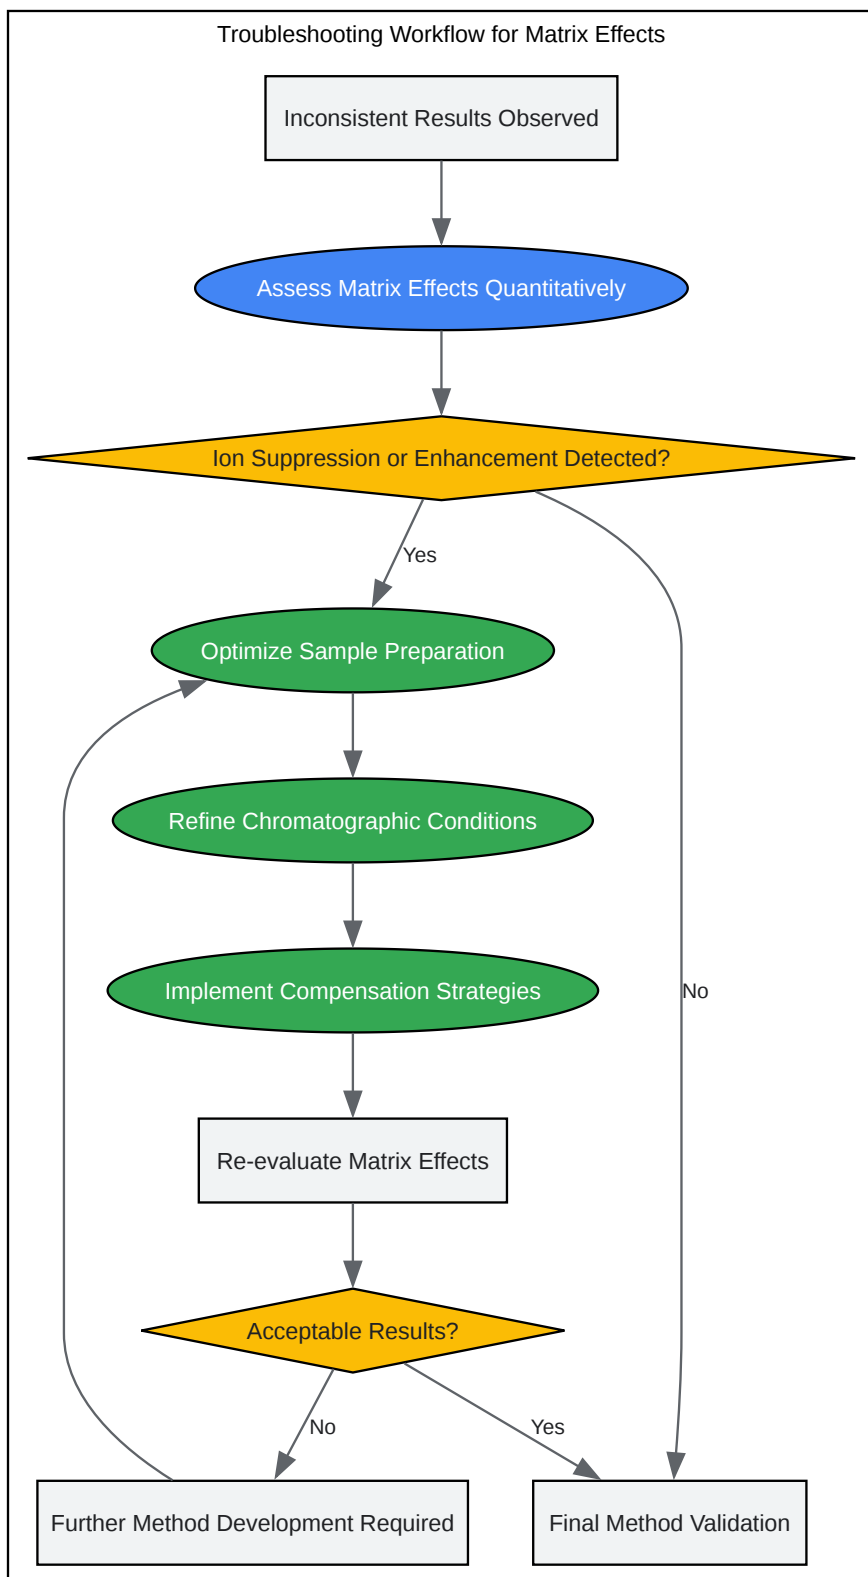 Troubleshooting Workflow for Matrix Effects
Inconsistent Results Observed
Assess Matrix Effects Quantitatively
Ion Suppression or Enhancement Detected?
Yes
Optimize Sample Preparation
Refine Chromatographic Conditions
Implement Compensation Strategies
No
Re-evaluate Matrix Effects
Acceptable Results?
No
Yes
Further Method Development Required
Final Method Validation